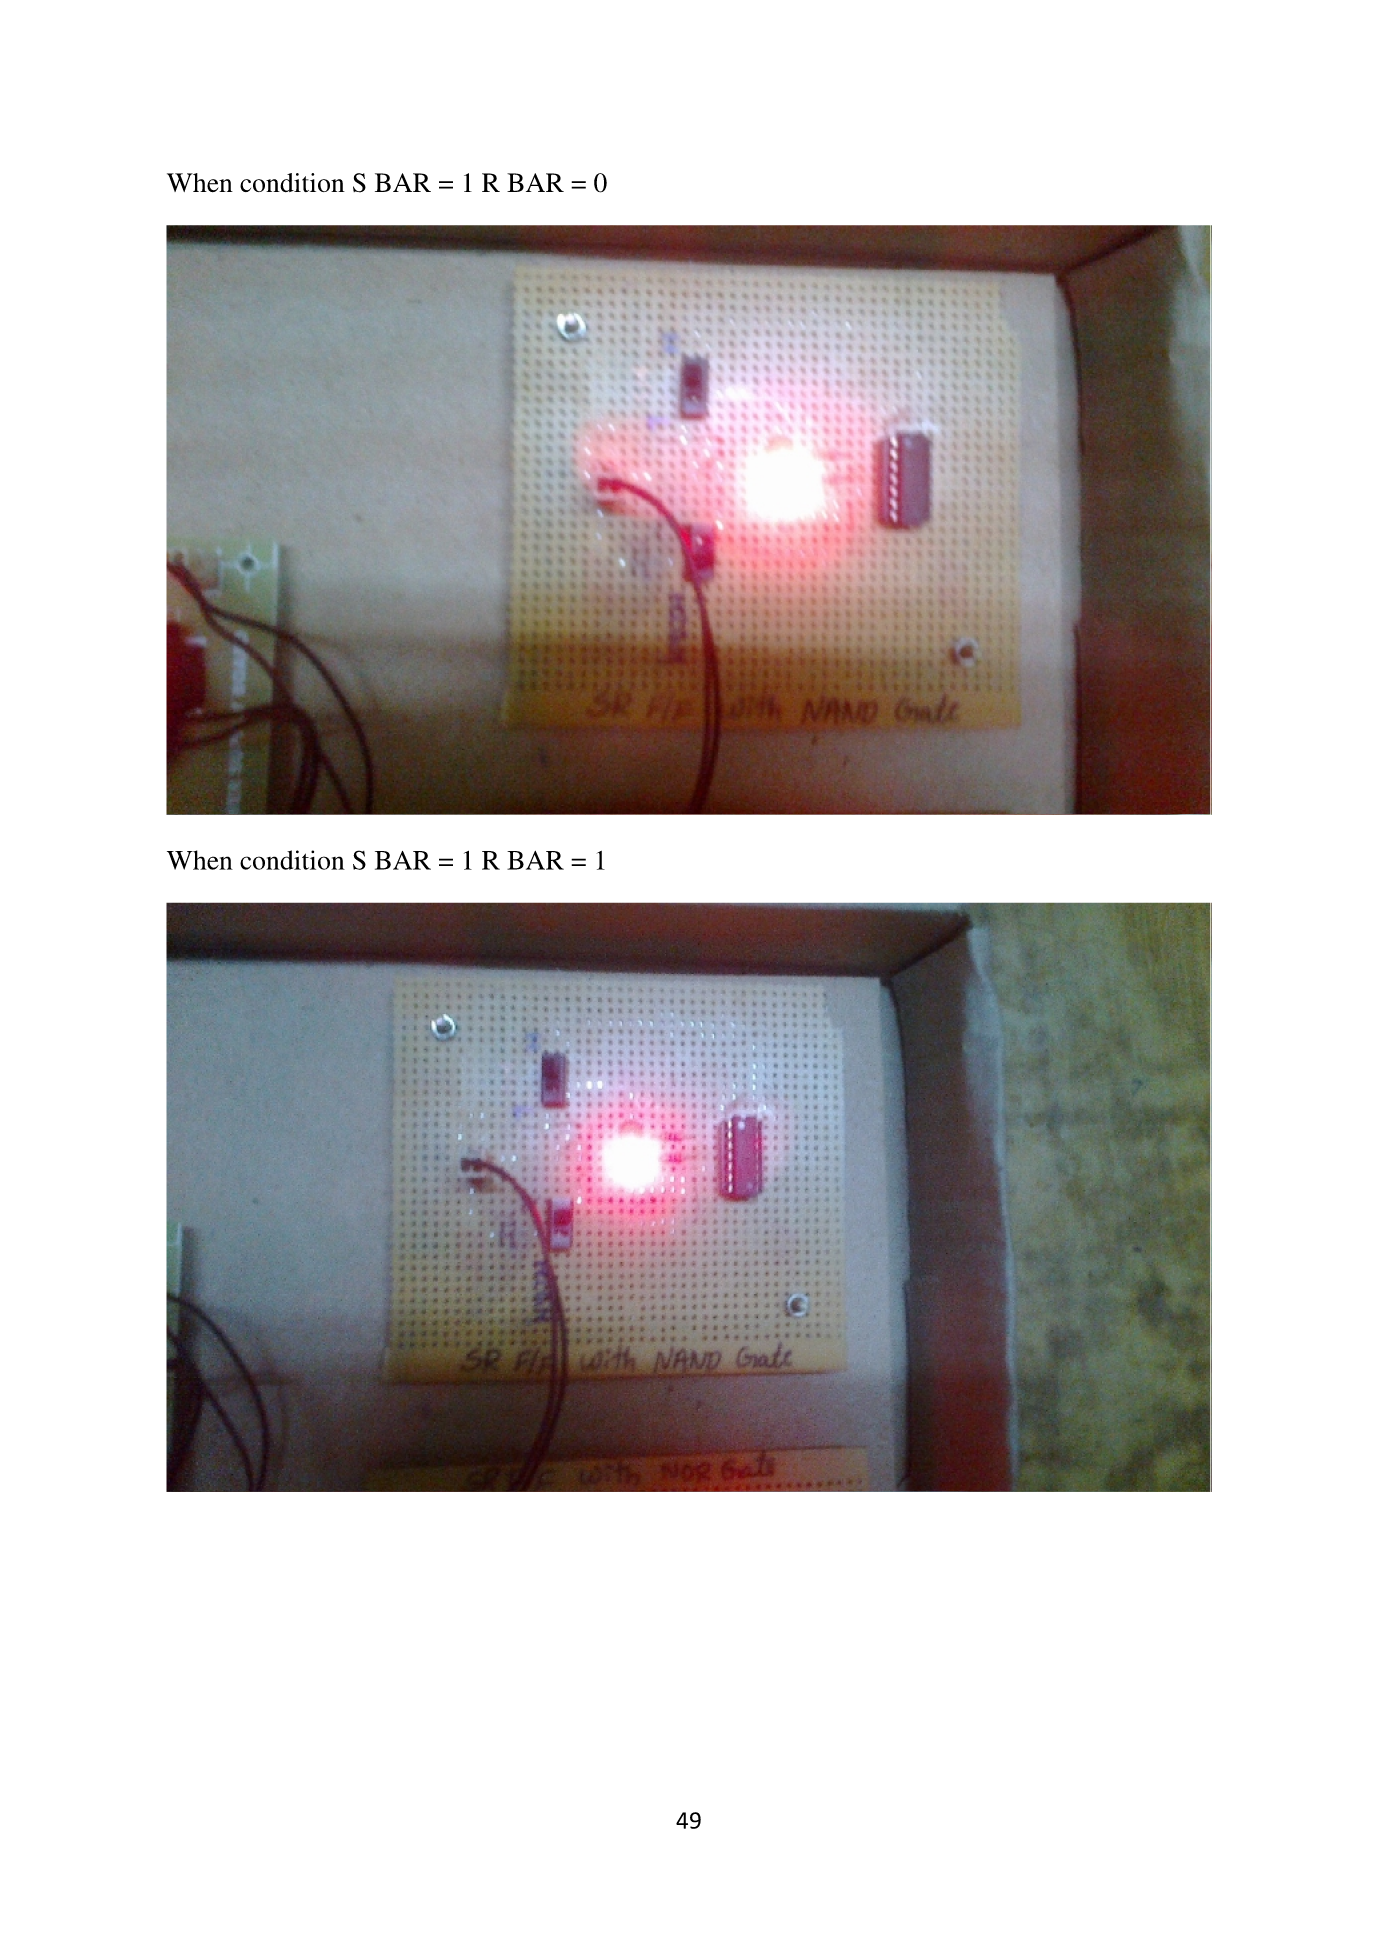 When condition S BAR = 1 R BAR = 0
SR F/F with NAND Gate
When condition S BAR = 1 R BAR = 1
SR F/F with NAND Gate
with NOR Gate
49